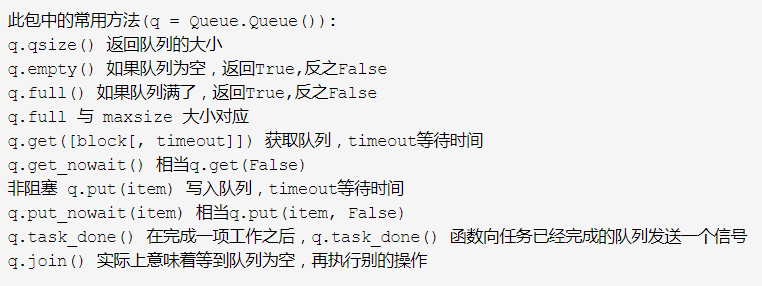 此包中的常用方法(q = Queue.Queue()):
q.qsize() 返回队列的大小
q.empty() 如果队列为空，返回True,反之False
q.full() 如果队列满了，返回True,反之False
q.full 与 maxsize 大小对应
q.get([block[, timeout]]) 获取队列，timeout等待时间
q.get_nowait() 相当q.get(False)
非阻塞 q.put(item) 写入队列，timeout等待时间
q.put_nowait(item) 相当q.put(item, False)
q.task_done() 在完成一项工作之后，q.task_done() 函数向任务已经完成的队列发送一个信号
q.join() 实际上意味着等到队列为空，再执行别的操作